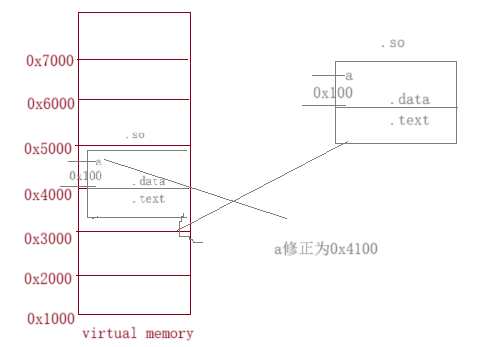 .so
0x7000
a
0x100
0x6000
.data
.text
.so
0x5000
a
0x100
.data
0x4000
.text
0x3000
a修正为0x4100
0x2000
0x1000
virtual memory